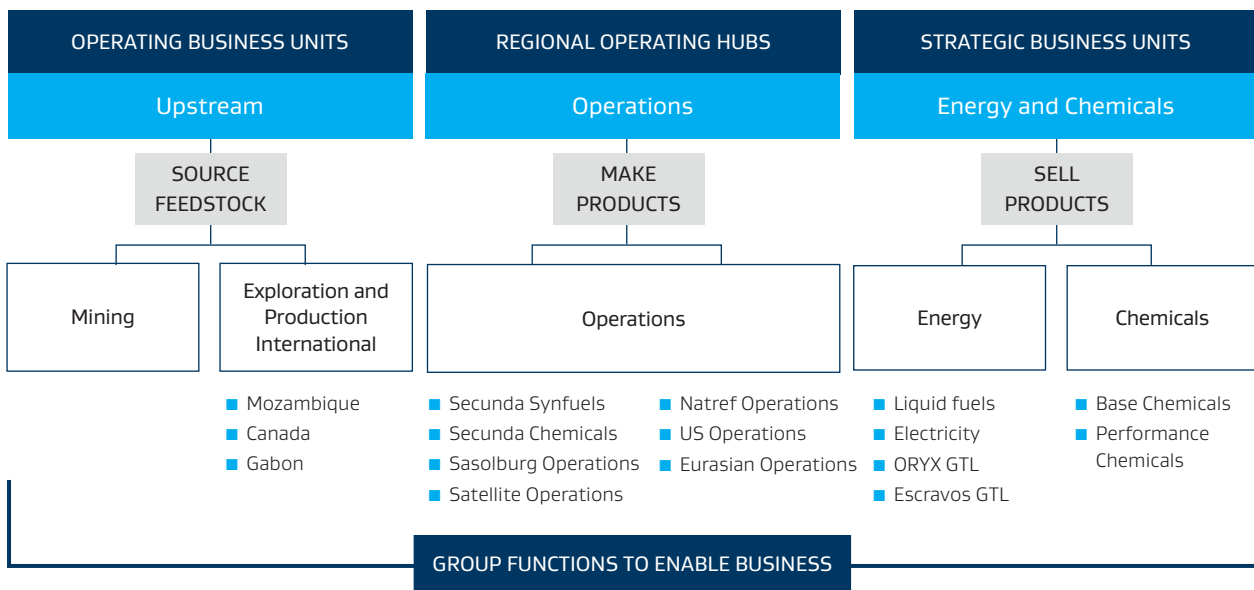 OPERATING BUSINESS UNITS
Upstream
SOURCE
FEEDSTOCK
Mining
Exploration and
Production
International
Mozambique
Canada
Gabon
REGIONAL OPERATING HUBS
Operations
MAKE
PRODUCTS
Operations
Secunda Synfuels
Secunda Chemicals
Sasolburg Operations
Satellite Operations
Natref Operations
US Operations
Eurasian Operations
STRATEGIC BUSINESS UNITS
Energy and Chemicals
SELL
PRODUCTS
Energy
Liquid fuels
Electricity
ORYX GTL
Escravos GTL
Chemicals
Base Chemicals
Performance
Chemicals
GROUP FUNCTIONS TO ENABLE BUSINESS